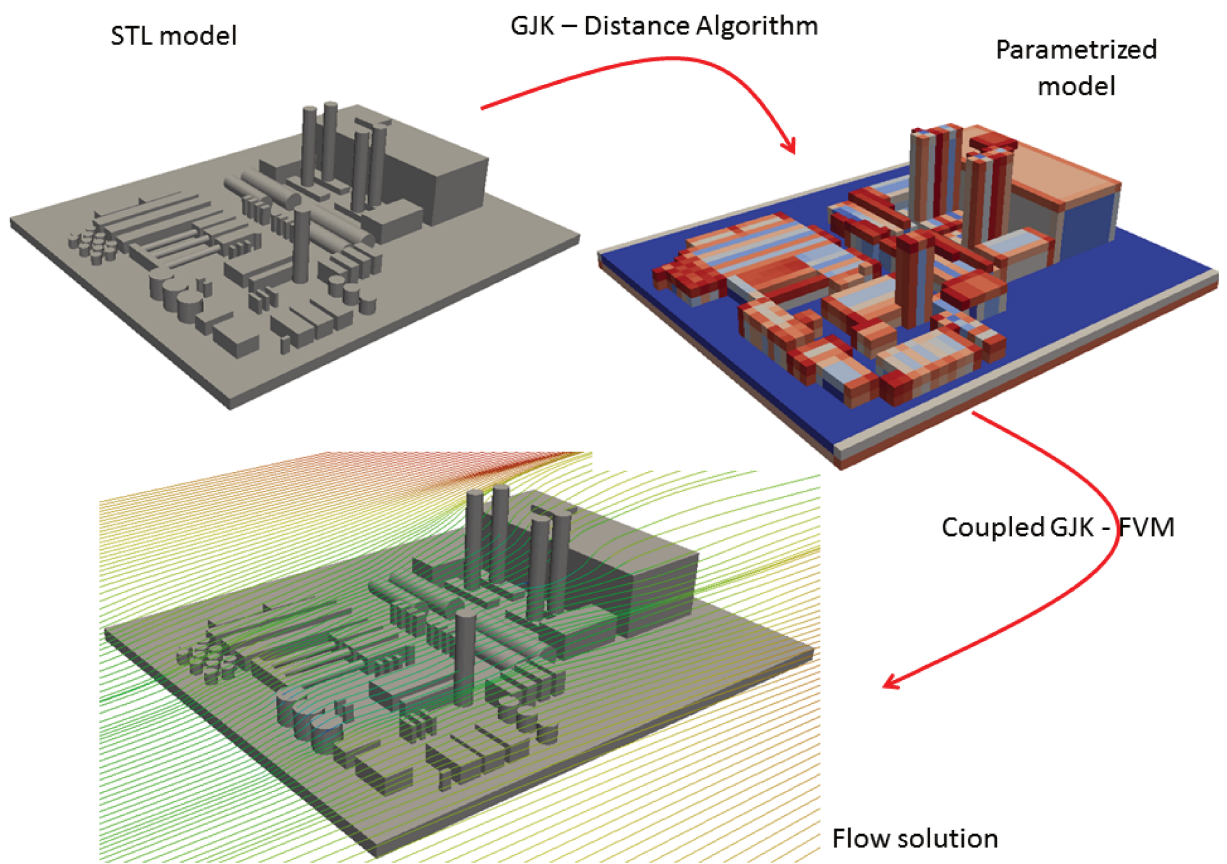 STL model
GJK – Distance Algorithm
Parametrized
model
Coupled GJK - FVM
Flow solution